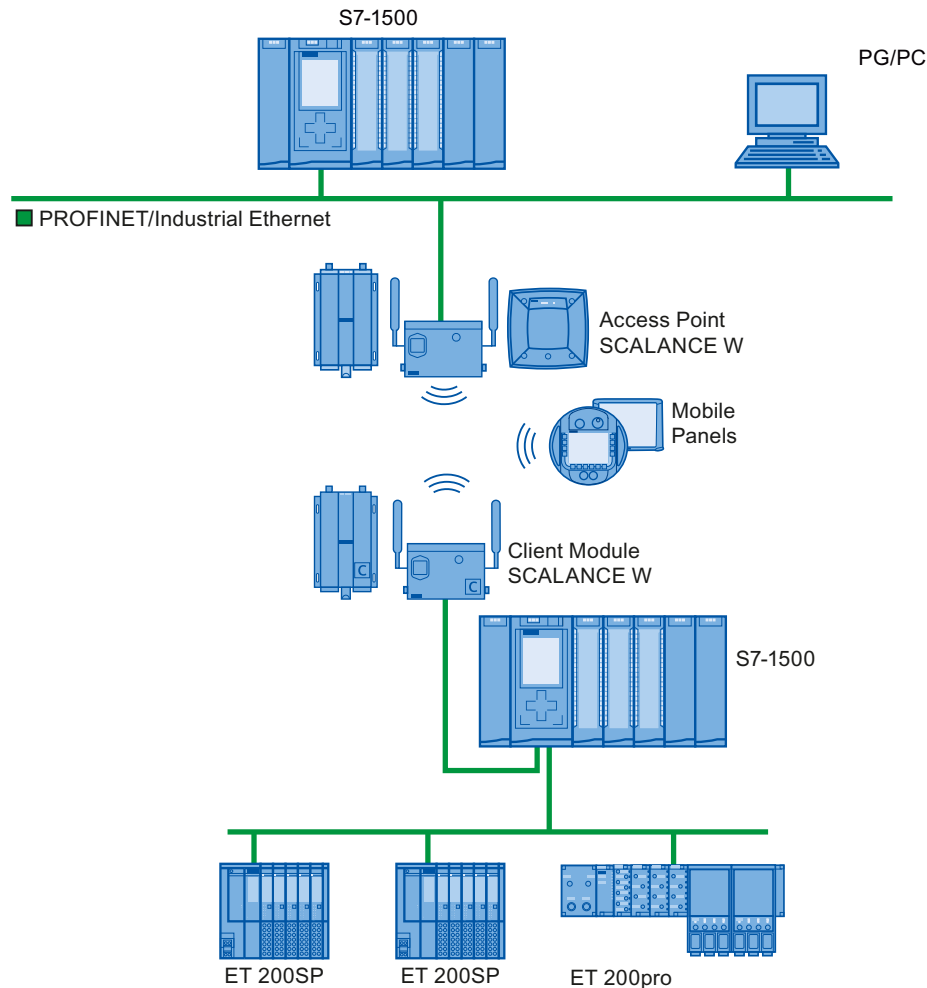 S7-1500
PG/PC
PROFINET/Industrial Ethernet
Access Point
SCALANCE W
Mobile
Panels
C
Client Module
SCALANCE W
C
S7-1500
ET 200SP
ET 200SP
ET 200pro